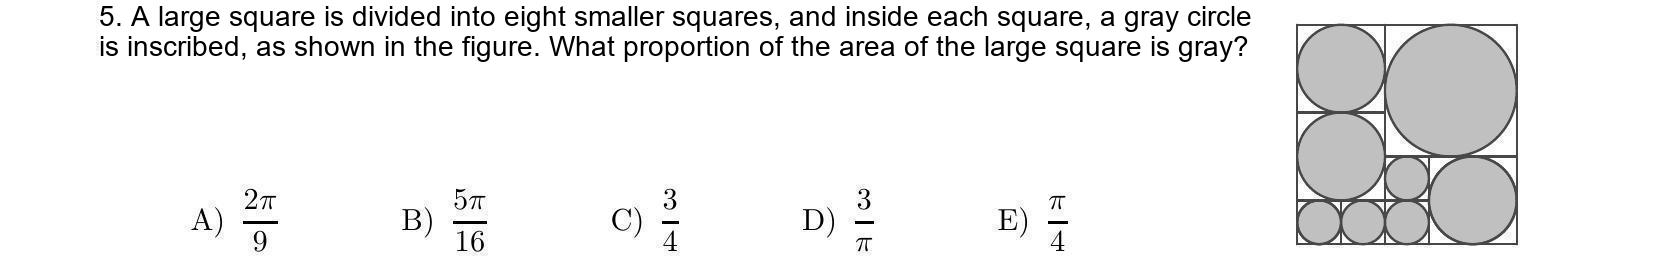 5. A large square is divided into eight smaller squares, and inside each square, a gray circle
is inscribed, as shown in the figure. What proportion of the area of the large square is gray?
A) 2π/9 B) 5π/16 C) 3/4 D) 3/π E) π/4